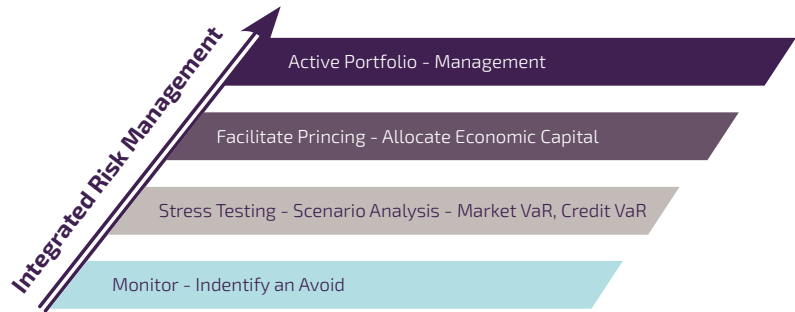 Integrated Risk Management
Active Portfolio - Management
Facilitate Princing - Allocate Economic Capital
Stress Testing - Scenario Analysis - Market VaR, Credit VaR
Monitor - Indentify an Avoid